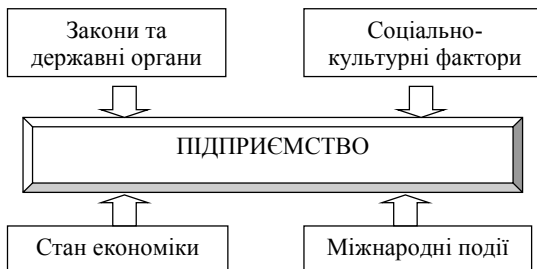 Закони та
державні органи
Соціально-
культурні фактори
ПІДПРИЄМСТВО
Стан економіки
Міжнародні події